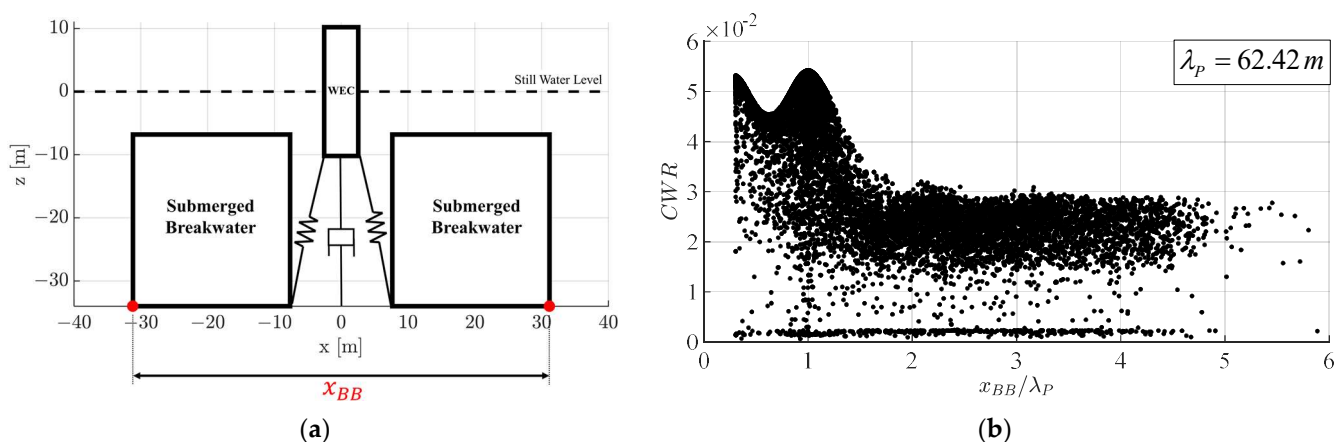 10
0
−10
−20
−30
z [m]
Still Water Level
WEC
Submerged
Breakwater
Submerged
Breakwater
−40 −30 −20 −10 0 10 20 30 40
x [m]
x_BB
(a)
×10⁻²
6
5
4
3
2
1
0
CWR
λ_P = 62.42 m
0 1 2 3 4 5 6
x_BB/λ_P
(b)